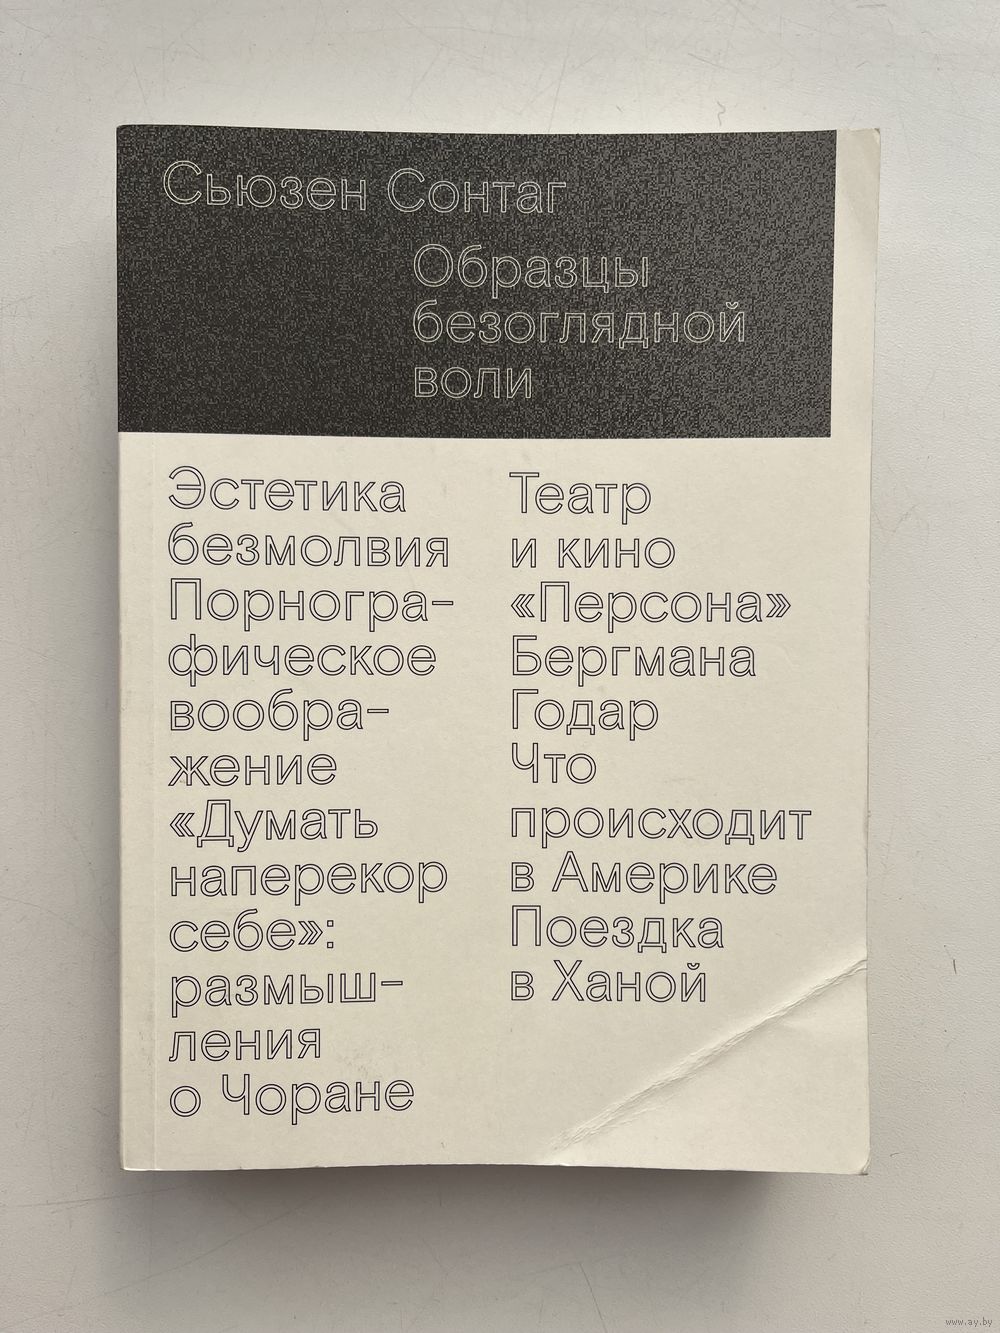 Сьюзен Сонтаг
Образцы
безоглядной
воли
Эстетика
безмолвия
Порногра-
фическое
вообра-
жение
«Думать
наперекор
себе»:
размыш-
ления
о Чоране
Театр
и кино
«Персона»
Бергмана
Годар
Что
происходит
в Америке
Поездка
в Ханой
www.ay.by